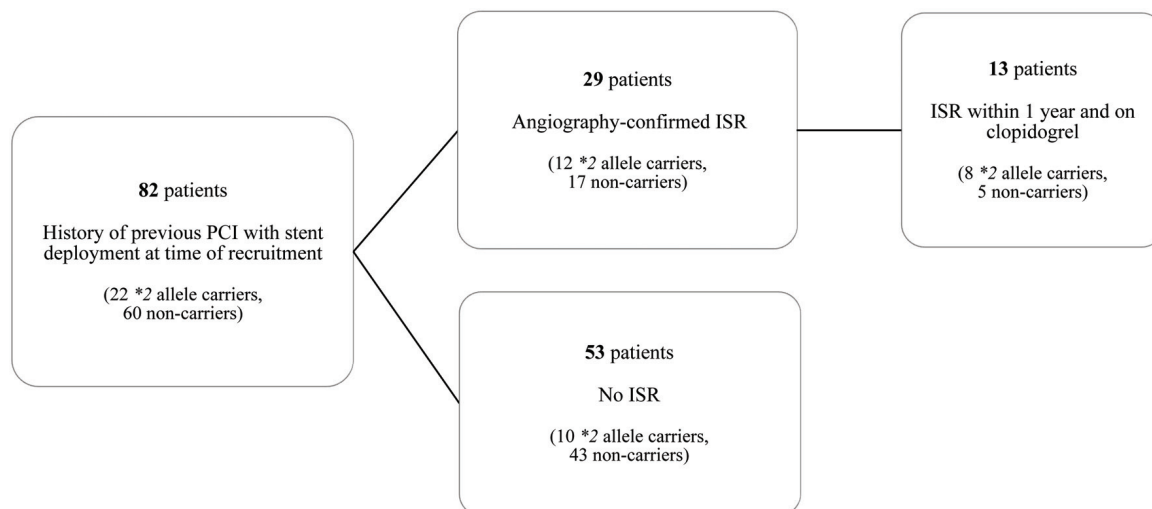 82 patients
History of previous PCI with stent
deployment at time of recruitment
(22 *2 allele carriers,
60 non-carriers)
29 patients
Angiography-confirmed ISR
(12 *2 allele carriers,
17 non-carriers)
53 patients
No ISR
(10 *2 allele carriers,
43 non-carriers)
13 patients
ISR within 1 year and on
clopidogrel
(8 *2 allele carriers,
5 non-carriers)